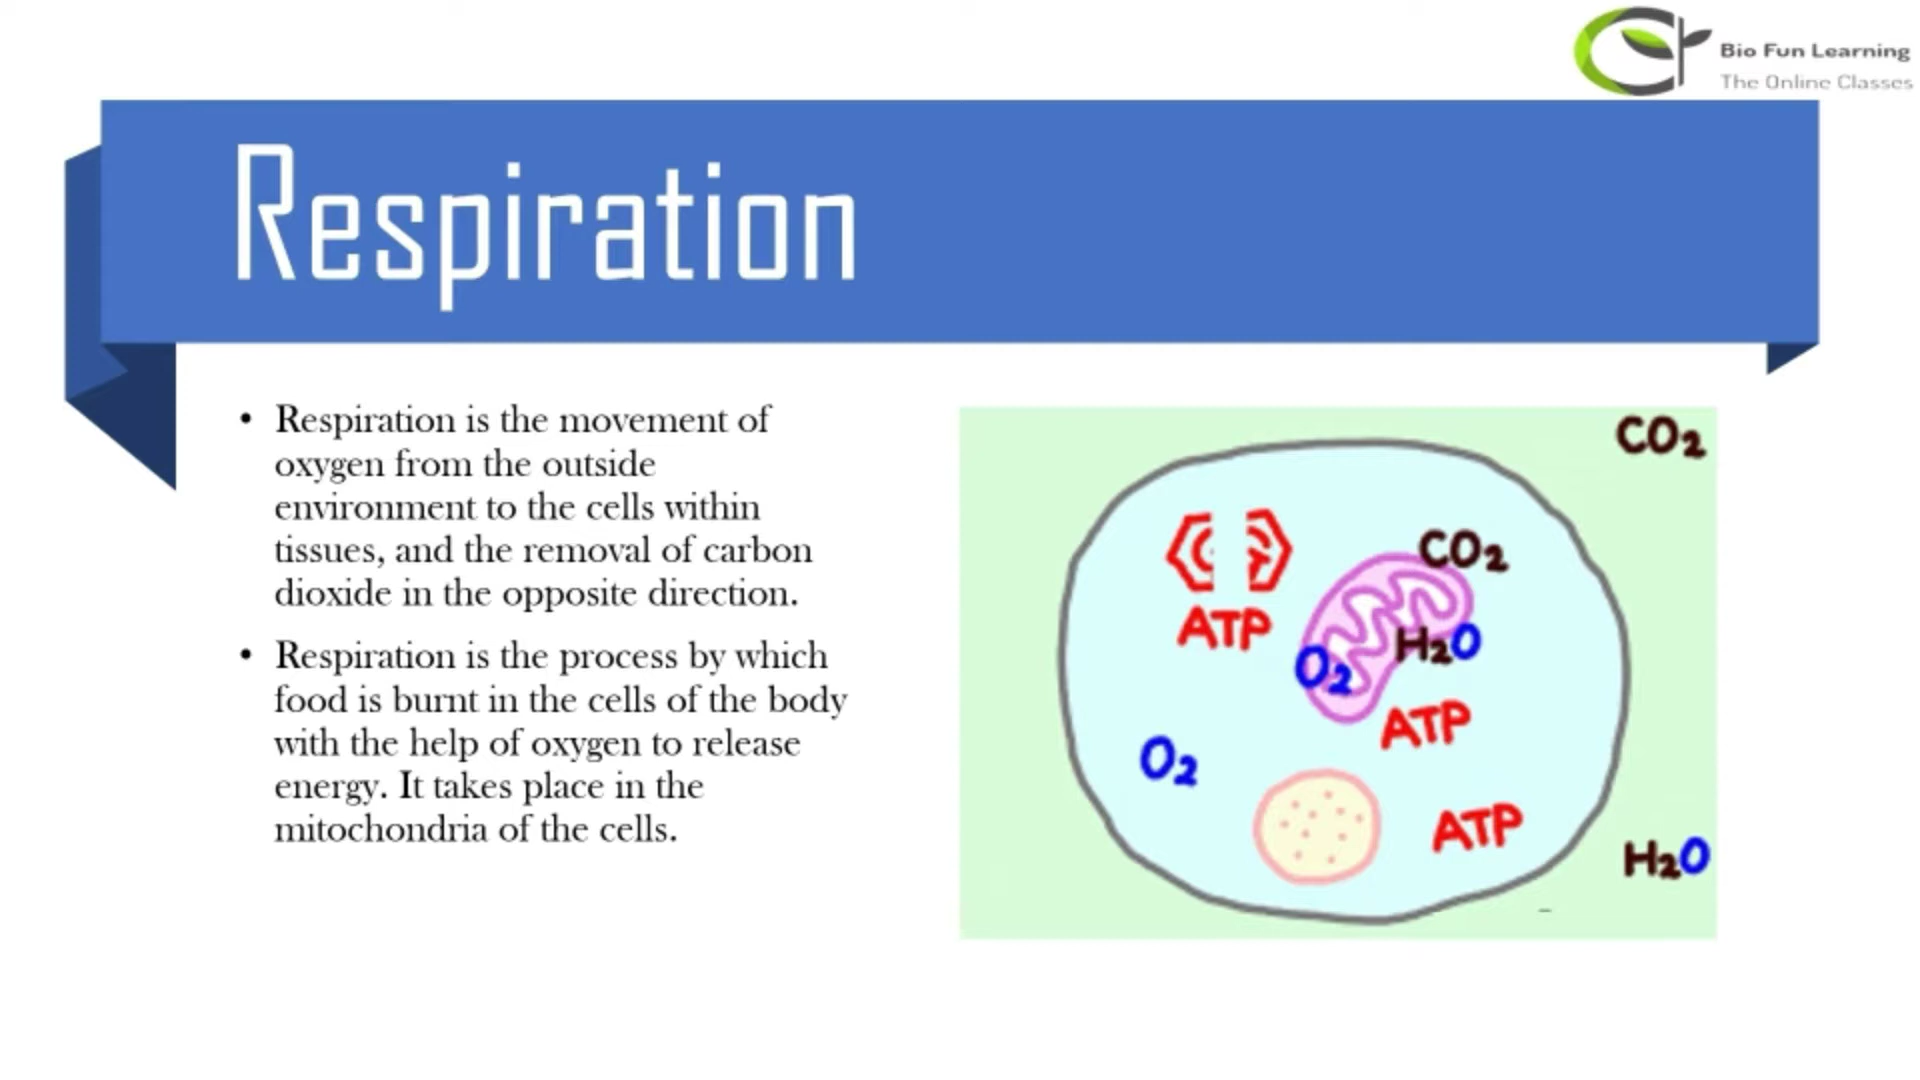 Bio Fun Learning
The Online Classes
Respiration
• Respiration is the movement of
oxygen from the outside
environment to the cells within
tissues, and the removal of carbon
dioxide in the opposite direction.
• Respiration is the process by which
food is burnt in the cells of the body
with the help of oxygen to release
energy. It takes place in the
mitochondria of the cells.
CO2
CO2
ATP
H2O
O2
ATP
O2
ATP
H2O